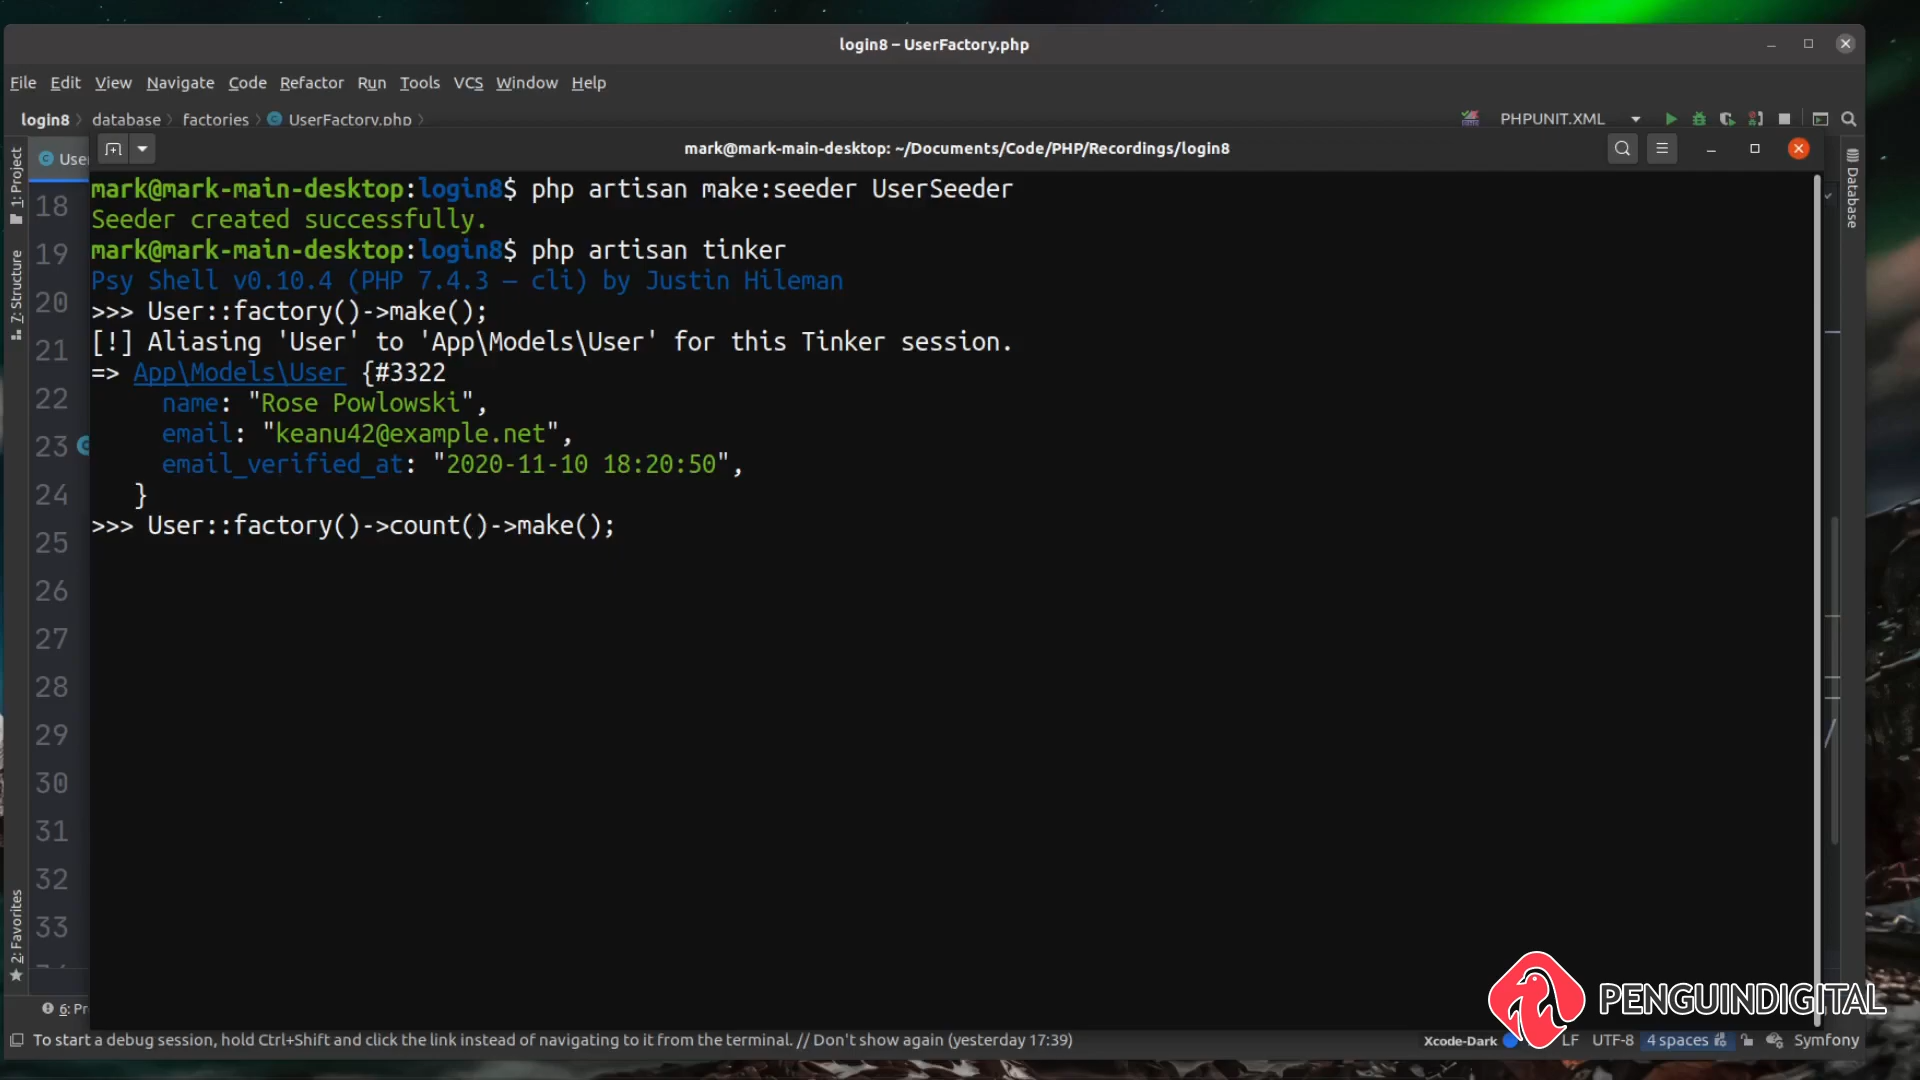 login8 – UserFactory.php
File Edit View Navigate Code Refactor Run Tools VCS Window Help
login8 database factories UserFactory.php PHPUNIT.XML
mark@mark-main-desktop: ~/Documents/Code/PHP/Recordings/login8
1: Project
7: Structure
2: Favorites
Database
Use
18
19
20
21
22
23
24
25
26
27
28
29
30
31
32
33
mark@mark-main-desktop:login8$ php artisan make:seeder UserSeeder
Seeder created successfully.
mark@mark-main-desktop:login8$ php artisan tinker
Psy Shell v0.10.4 (PHP 7.4.3 — cli) by Justin Hileman
>>> User::factory()->make();
[!] Aliasing 'User' to 'App\Models\User' for this Tinker session.
=> App\Models\User {#3322
name: "Rose Powlowski",
email: "keanu42@example.net",
email_verified_at: "2020-11-10 18:20:50",
}
>>> User::factory()->count()->make();
PENGUINDIGITAL
6: Pr
To start a debug session, hold Ctrl+Shift and click the link instead of navigating to it from the terminal. // Don't show again (yesterday 17:39)
Xcode-Dark LF UTF-8 4 spaces Symfony